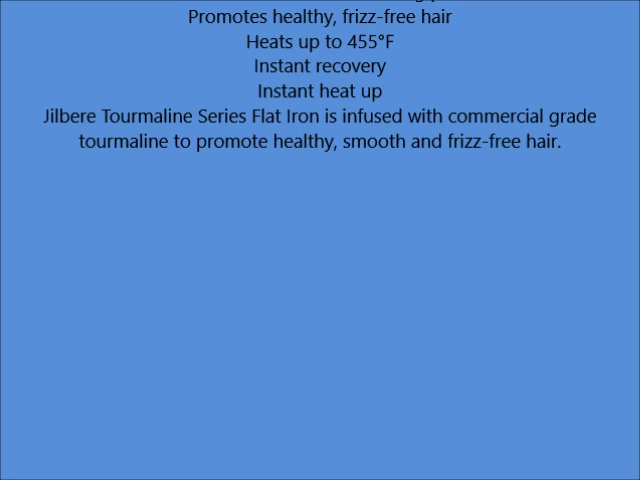 Promotes healthy, frizz-free hair
Heats up to 455°F
Instant recovery
Instant heat up
Jilbere Tourmaline Series Flat Iron is infused with commercial grade
tourmaline to promote healthy, smooth and frizz-free hair.